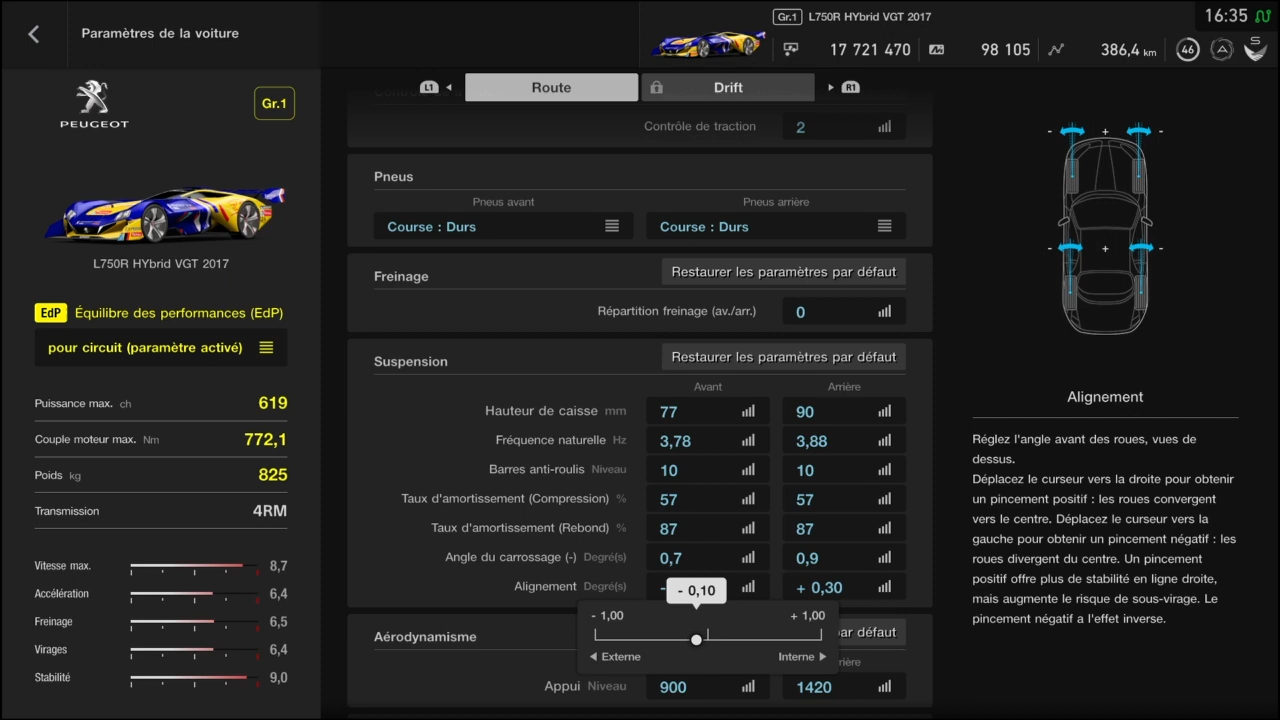 Paramètres de la voiture
Gr.1 L750R HYbrid VGT 2017
17 721 470
98 105
386,4 km
46
16:35
S
PEUGEOT
Gr.1
L750R HYbrid VGT 2017
EdP Équilibre des performances (EdP)
pour circuit (paramètre activé)
Puissance max. ch 619
Couple moteur max. Nm 772,1
Poids kg 825
Transmission 4RM
Vitesse max. 8,7
Accélération 6,4
Freinage 6,5
Virages 6,4
Stabilité 9,0
L1 Route Drift R1
Contrôle de traction 2
Pneus
Pneus avant Pneus arrière
Course : Durs Course : Durs
Freinage Restaurer les paramètres par défaut
Répartition freinage (av./arr.) 0
Suspension Restaurer les paramètres par défaut
Avant Arrière
Hauteur de caisse mm 77 90
Fréquence naturelle Hz 3,78 3,88
Barres anti-roulis Niveau 10 10
Taux d'amortissement (Compression) % 57 57
Taux d'amortissement (Rebond) % 87 87
Angle du carrossage (-) Degré(s) 0,7 0,9
Alignement Degré(s) - + 0,30
- 0,10
- 1,00 + 1,00
Externe Interne
Aérodynamisme par défaut
rière
Appui Niveau 900 1420
- + -
- + -
Alignement
Réglez l'angle avant des roues, vues de
dessus.
Déplacez le curseur vers la droite pour obtenir
un pincement positif : les roues convergent
vers le centre. Déplacez le curseur vers la
gauche pour obtenir un pincement négatif : les
roues divergent du centre. Un pincement
positif offre plus de stabilité en ligne droite,
mais augmente le risque de sous-virage. Le
pincement négatif a l'effet inverse.